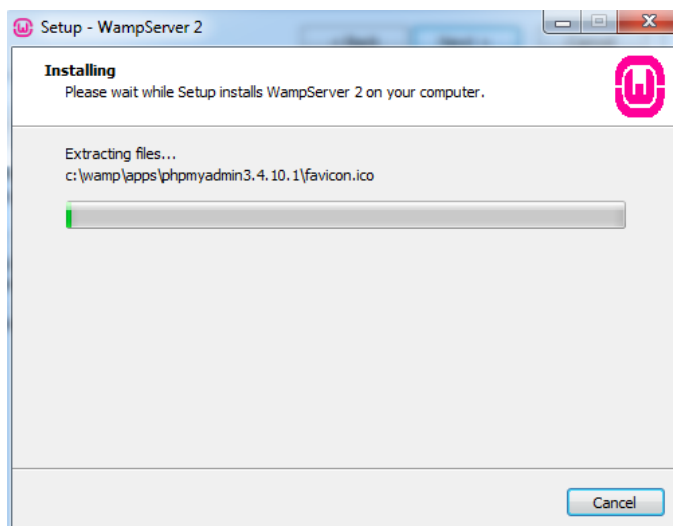 Setup - WampServer 2
Installing
Please wait while Setup installs WampServer 2 on your computer.
Extracting files...
c:\wamp\apps\phpmyadmin3.4.10.1\favicon.ico
Cancel